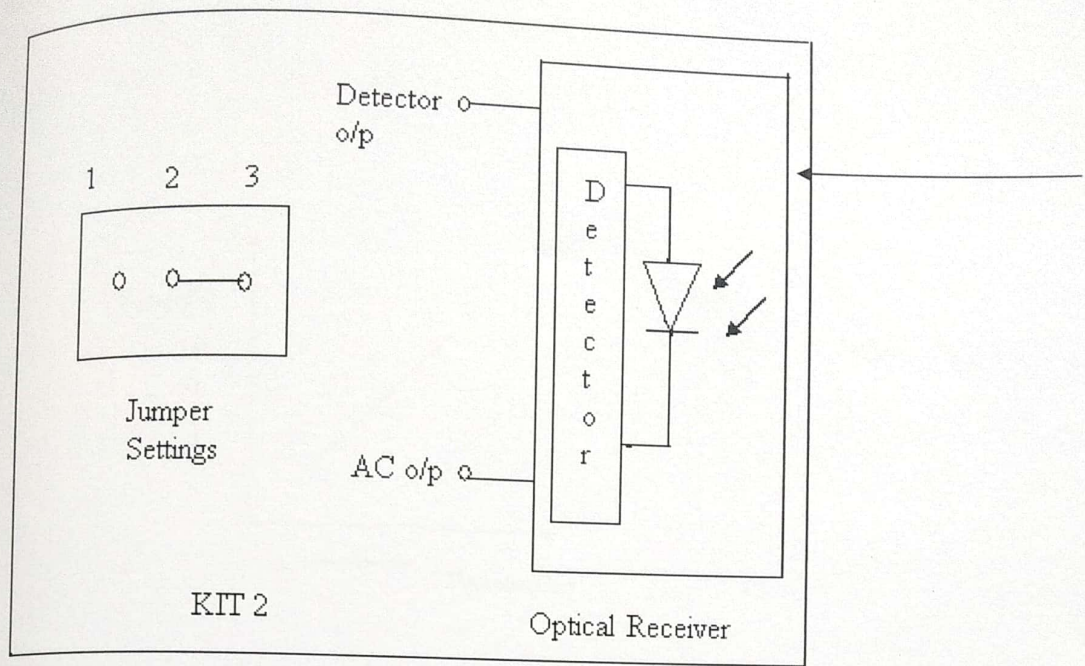 Detector
o/p
1 2 3
D
e
t
e
c
t
o
r
Jumper
Settings
AC o/p
KIT 2
Optical Receiver